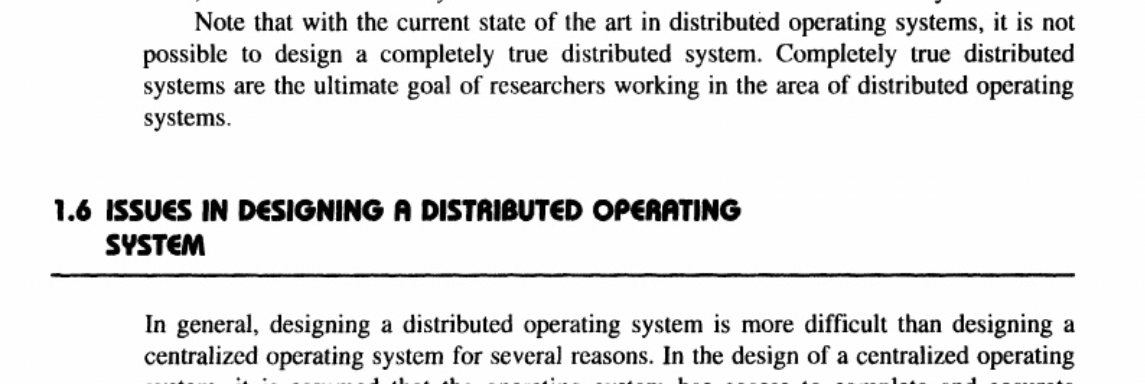 Note that with the current state of the art in distributed operating systems, it is not
possible to design a completely true distributed system. Completely true distributed
systems are the ultimate goal of researchers working in the area of distributed operating
systems.
1.6 ISSUES IN DESIGNING A DISTRIBUTED OPERATING
SYSTEM
In general, designing a distributed operating system is more difficult than designing a
centralized operating system for several reasons. In the design of a centralized operating